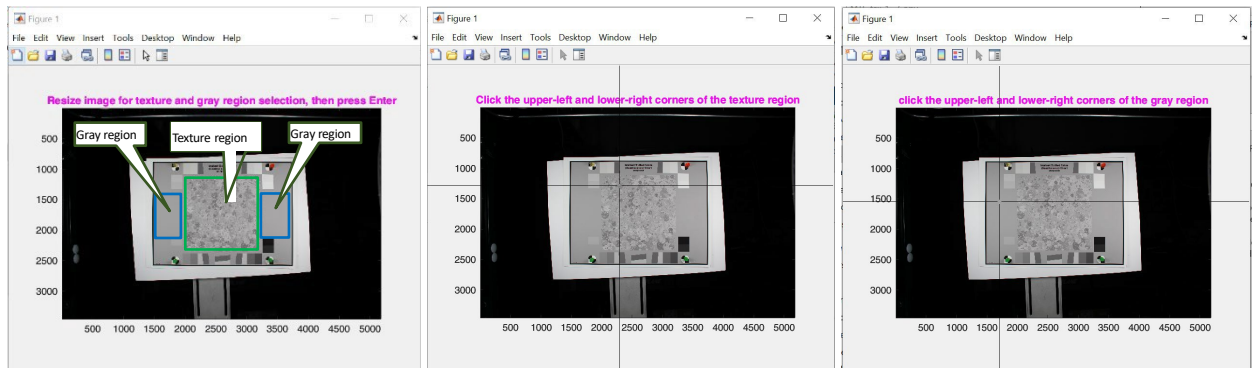 Figure 1
File Edit View Insert Tools Desktop Window Help
Resize image for texture and gray region selection, then press Enter
Gray region
Texture region
Gray region
500
1000
1500
2000
2500
3000
500 1000 1500 2000 2500 3000 3500 4000 4500 5000
Figure 1
File Edit View Insert Tools Desktop Window Help
Click the upper-left and lower-right corners of the texture region
500
1000
1500
2000
2500
3000
500 1000 1500 2000 2500 3000 3500 4000 4500 5000
Figure 1
File Edit View Insert Tools Desktop Window Help
click the upper-left and lower-right corners of the gray region
500
1000
1500
2000
2500
3000
500 1000 1500 2000 2500 3000 3500 4000 4500 5000